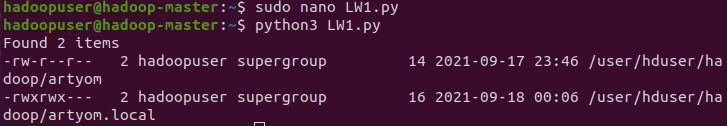 hadoopuser@hadoop-master:~$ sudo nano LW1.py
hadoopuser@hadoop-master:~$ python3 LW1.py
Found 2 items
-rw-r--r--   2 hadoopuser supergroup         14 2021-09-17 23:46 /user/hduser/ha
doop/artyom
-rwxrwx---   2 hadoopuser supergroup         16 2021-09-18 00:06 /user/hduser/ha
doop/artyom.local